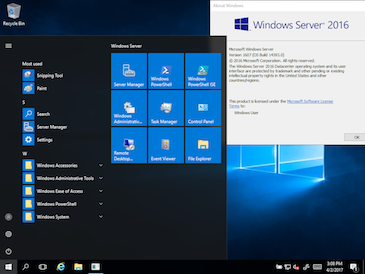 Recycle Bin
About Windows
Windows Server 2016
Microsoft Windows Server
Version 1607 (OS Build 14393.0)
© 2016 Microsoft Corporation. All rights reserved.
The Windows Server 2016 Datacenter operating system and its user
interface are protected by trademark and other pending or existing
intellectual property rights in the United States and other
countries/regions.
This product is licensed under the Microsoft Software License
Terms to:
Windows User
OK
Most used
Snipping Tool
Paint
S
Search
Server Manager
Settings
W
Windows Accessories
Windows Administrative Tools
Windows Ease of Access
Windows PowerShell
Windows System
Windows Server
Server Manager
Windows PowerShell
Windows PowerShell ISE
Windows Administrativ...
Task Manager
Control Panel
Remote Desktop...
Event Viewer
File Explorer
3:00 PM
4/2/2017